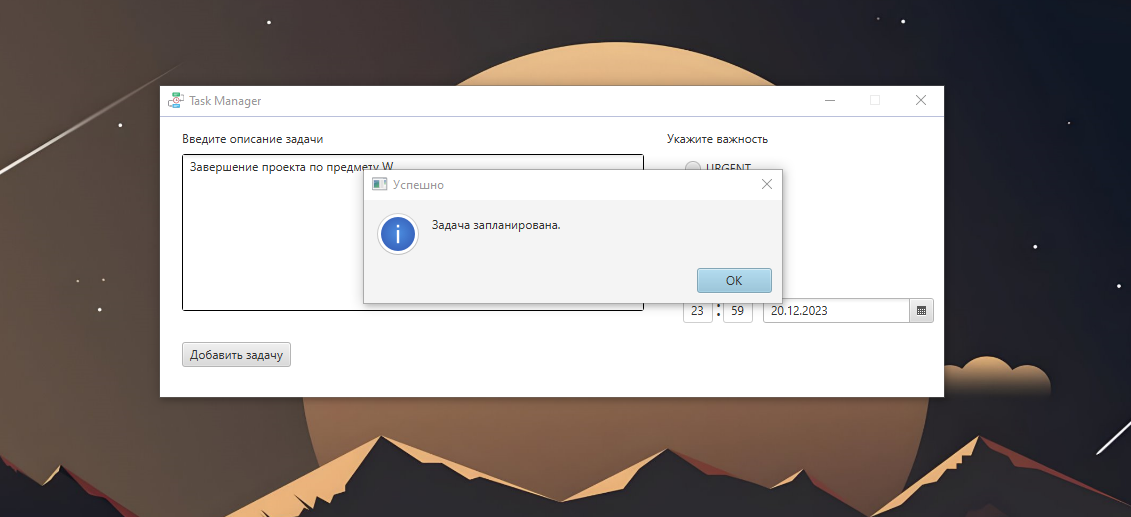 Task Manager
Введите описание задачи
Укажите важность
Завершение проекта по предмету W
URGENT
Успешно
Задача запланирована.
OK
23 : 59 20.12.2023
Добавить задачу